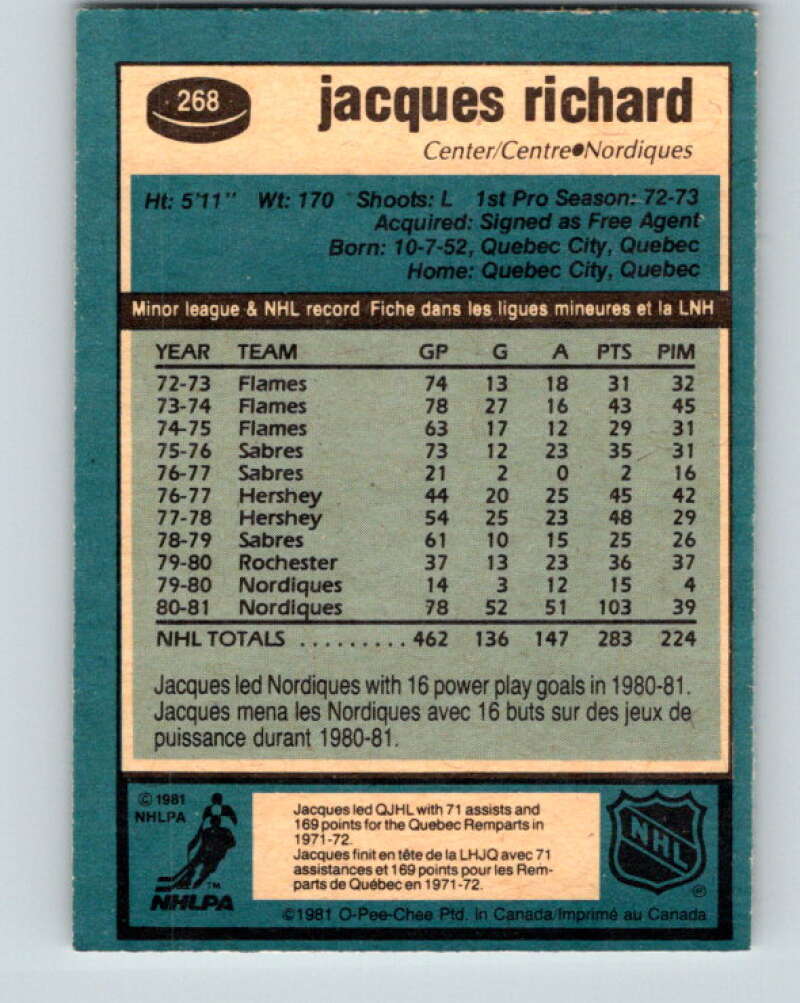 268
jacques richard
Center/Centre●Nordiques
Ht: 5'11" Wt: 170 Shoots: L 1st Pro Season: 72-73
Acquired: Signed as Free Agent
Born: 10-7-52, Quebec City, Quebec
Home: Quebec City, Quebec
Minor league & NHL record Fiche dans les ligues mineures et la LNH
YEAR TEAM GP G A PTS PIM
72-73 Flames 74 13 18 31 32
73-74 Flames 78 27 16 43 45
74-75 Flames 63 17 12 29 31
75-76 Sabres 73 12 23 35 31
76-77 Sabres 21 2 0 2 16
76-77 Hershey 44 20 25 45 42
77-78 Hershey 54 25 23 48 29
78-79 Sabres 61 10 15 25 26
79-80 Rochester 37 13 23 36 37
79-80 Nordiques 14 3 12 15 4
80-81 Nordiques 78 52 51 103 39
NHL TOTALS ......... 462 136 147 283 224
Jacques led Nordiques with 16 power play goals in 1980-81.
Jacques mena les Nordiques avec 16 buts sur des jeux de
puissance durant 1980-81.
© 1981
NHLPA
TM
NHLPA
Jacques led QJHL with 71 assists and
169 points for the Quebec Remparts in
1971-72.
Jacques finit en tête de la LHJQ avec 71
assistances et 169 points pour les Rem-
parts de Québec en 1971-72.
NHL
®
©1981 O-Pee-Chee Ptd. in Canada/Imprimé au Canada